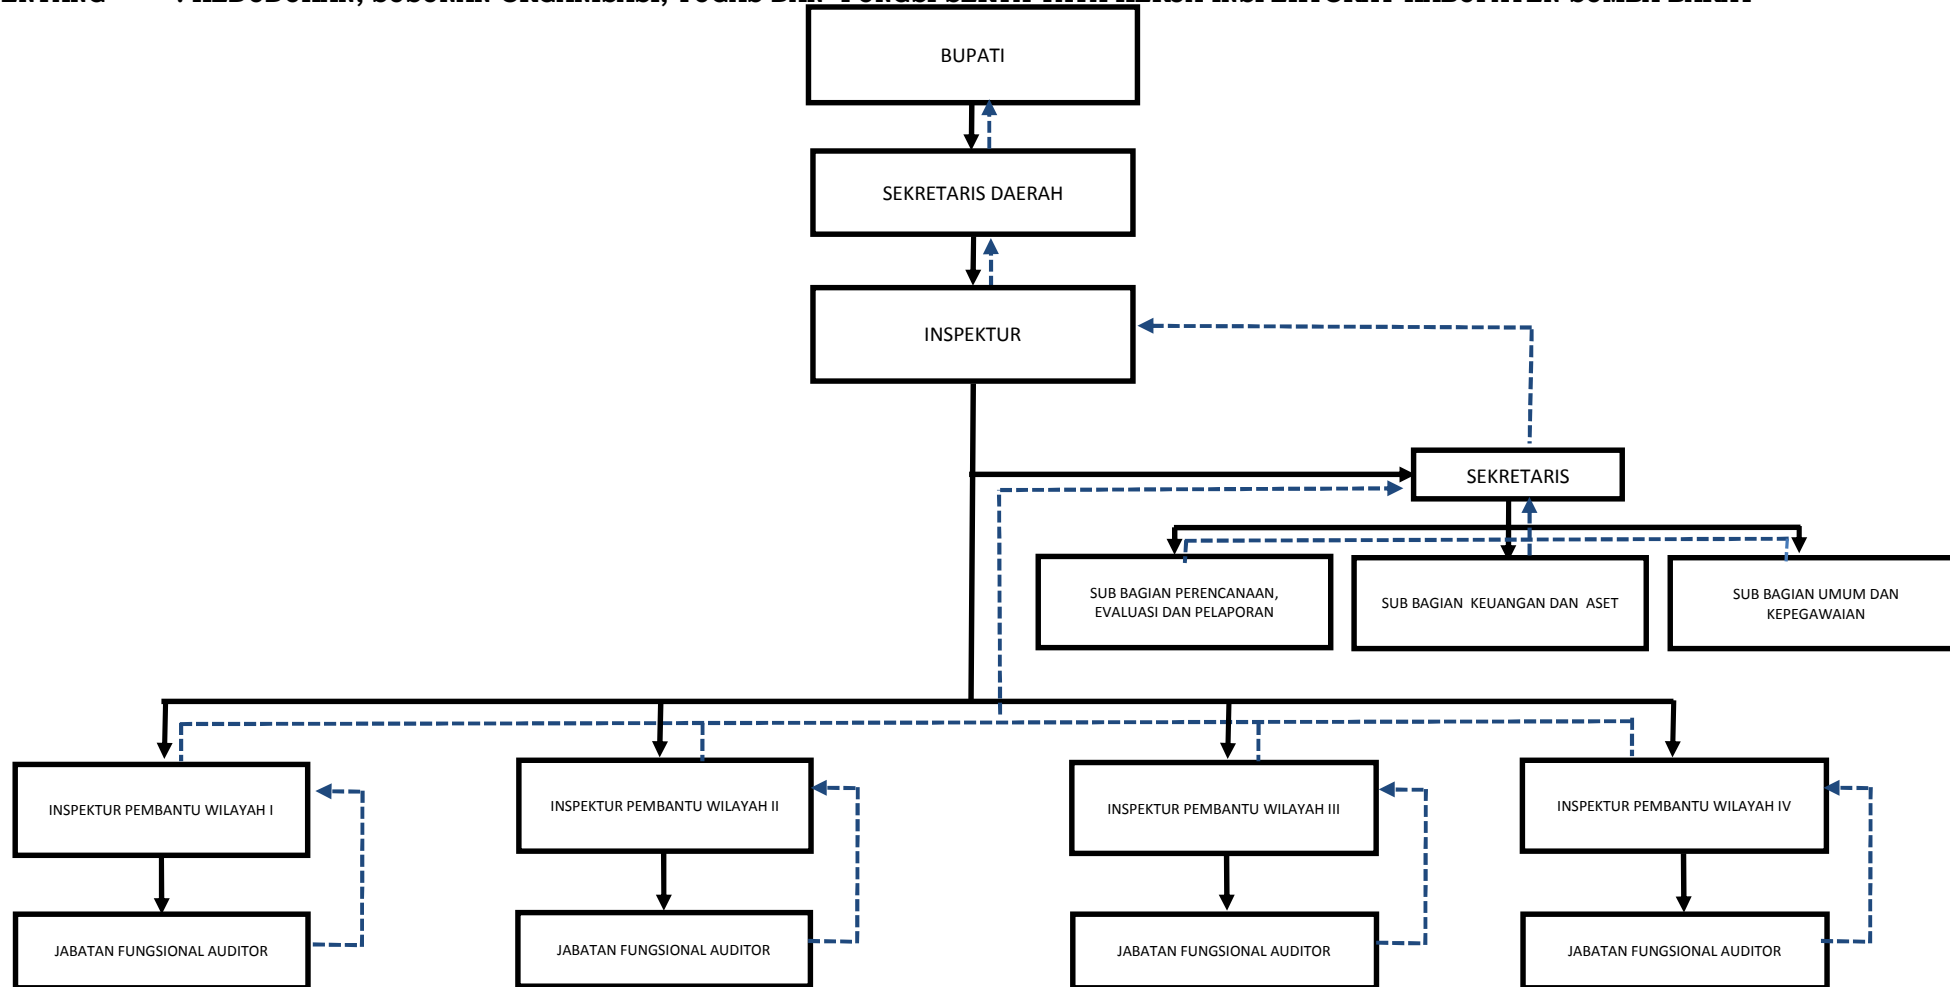 BUPATI
SEKRETARIS DAERAH
INSPEKTUR
SEKRETARIS
SUB BAGIAN PERENCANAAN,
EVALUASI DAN PELAPORAN
SUB BAGIAN KEUANGAN DAN ASET
SUB BAGIAN UMUM DAN
KEPEGAWAIAN
INSPEKTUR PEMBANTU WILAYAH I
INSPEKTUR PEMBANTU WILAYAH II
INSPEKTUR PEMBANTU WILAYAH III
INSPEKTUR PEMBANTU WILAYAH IV
JABATAN FUNGSIONAL AUDITOR
JABATAN FUNGSIONAL AUDITOR
JABATAN FUNGSIONAL AUDITOR
JABATAN FUNGSIONAL AUDITOR